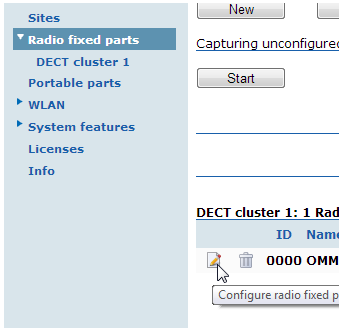 Sites
Radio fixed parts
DECT cluster 1
Portable parts
WLAN
System features
Licenses
Info
New
Capturing unconfigured
Start
DECT cluster 1: 1 Rad
ID Name
0000 OMM
Configure radio fixed p